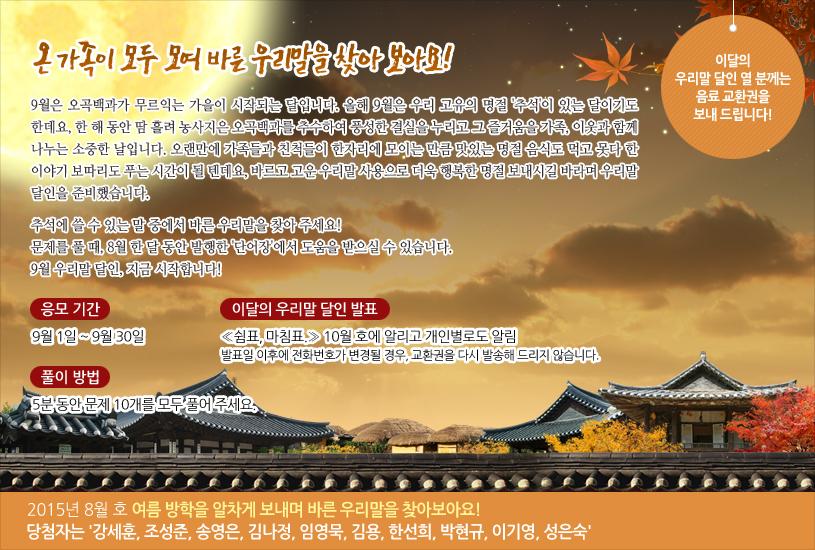 온 가족이 모두 모여 바른 우리말을 찾아 보아요!
이달의
우리말 달인 열 분께는
음료 교환권을
보내 드립니다!
9월은 오곡백과가 무르익는 가을이 시작되는 달입니다. 올해 9월은 우리 고유의 명절 '추석'이 있는 달이기도
한데요, 한 해 동안 땀 흘려 농사지은 오곡백과를 추수하여 풍성한 결실을 누리고 그 즐거움을 가족, 이웃과 함께
나누는 소중한 날입니다. 오랜만에 가족들과 친척들이 한자리에 모이는 만큼 맛있는 명절 음식도 먹고 못다 한
이야기 보따리도 푸는 시간이 될 텐데요, 바르고 고운 우리말 사용으로 더욱 행복한 명절 보내시길 바라며 우리말
달인을 준비했습니다.
추석에 쓸 수 있는 말 중에서 바른 우리말을 찾아 주세요!
문제를 풀 때, 8월 한 달 동안 발행한 '단어장'에서 도움을 받으실 수 있습니다.
9월 우리말 달인, 지금 시작합니다!
응모 기간
9월 1일 ~ 9월 30일
이달의 우리말 달인 발표
≪쉼표, 마침표.≫ 10월 호에 알리고 개인별로도 알림
발표일 이후에 전화번호가 변경될 경우, 교환권을 다시 발송해 드리지 않습니다.
풀이 방법
5분 동안 문제 10개를 모두 풀어 주세요.
2015년 8월 호 여름 방학을 알차게 보내며 바른 우리말을 찾아보아요!
당첨자는 '강세훈, 조성준, 송영은, 김나정, 임영묵, 김용, 한선희, 박현규, 이기영, 성은숙'